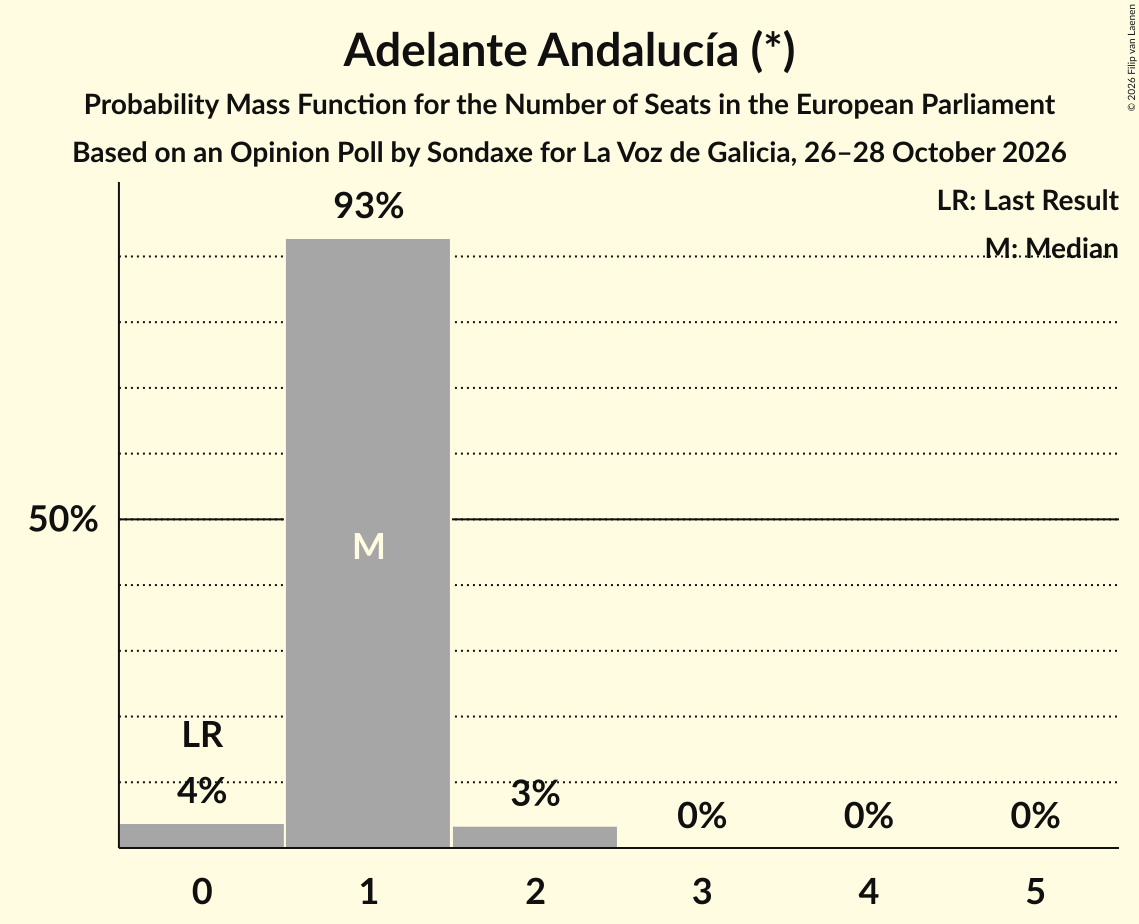 Adelante Andalucía (*)
Probability Mass Function for the Number of Seats in the European Parliament
Based on an Opinion Poll by Sondaxe for La Voz de Galicia, 26–28 October 2026
© 2026 Filip van Laenen
LR: Last Result
M: Median
93%
50%
M
LR
4%
3%
0%
0%
0%
0
1
2
3
4
5